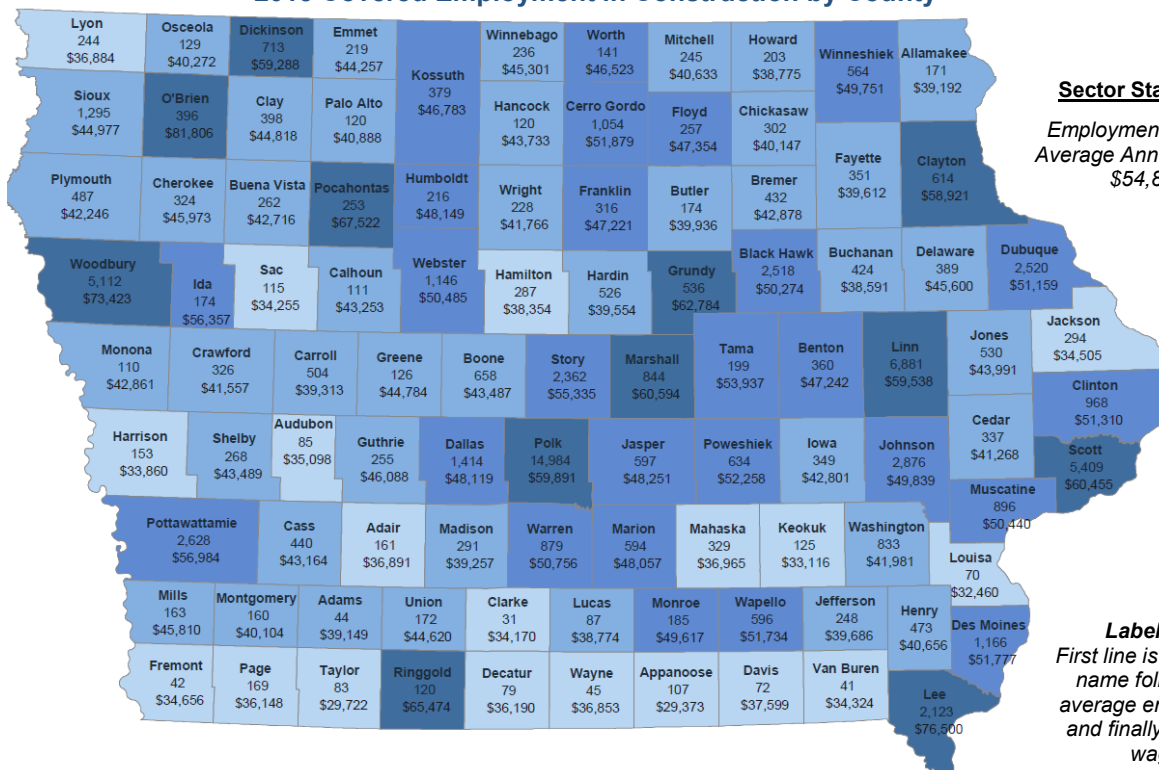 2016 Covered Employment in Construction by County
Lyon
244
$36,884
Osceola
129
$40,272
Dickinson
713
$59,288
Emmet
219
$44,257
Kossuth
379
$46,783
Winnebago
236
$45,301
Worth
141
$46,523
Mitchell
245
$40,633
Howard
203
$38,775
Winneshiek
564
$49,751
Allamakee
171
$39,192
Sioux
1,295
$44,977
O'Brien
396
$81,806
Clay
398
$44,818
Palo Alto
120
$40,888
Hancock
120
$43,733
Cerro Gordo
1,054
$51,879
Floyd
257
$47,354
Chickasaw
302
$40,147
Fayette
351
$39,612
Clayton
614
$58,921
Plymouth
487
$42,246
Cherokee
324
$45,973
Buena Vista
262
$42,716
Pocahontas
253
$67,522
Humboldt
216
$48,149
Wright
228
$41,766
Franklin
316
$47,221
Butler
174
$39,936
Bremer
432
$42,878
Woodbury
5,112
$73,423
Ida
174
$56,357
Sac
115
$34,255
Calhoun
111
$43,253
Webster
1,146
$50,485
Hamilton
287
$38,354
Hardin
526
$39,554
Grundy
536
$62,784
Black Hawk
2,518
$50,274
Buchanan
424
$38,591
Delaware
389
$45,600
Dubuque
2,520
$51,159
Monona
110
$42,861
Crawford
326
$41,557
Carroll
504
$39,313
Greene
126
$44,784
Boone
658
$43,487
Story
2,362
$55,335
Marshall
844
$60,594
Tama
199
$53,937
Benton
360
$47,242
Linn
6,881
$59,538
Jones
530
$43,991
Jackson
294
$34,505
Clinton
968
$51,310
Harrison
153
$33,860
Shelby
268
$43,489
Audubon
85
$35,098
Guthrie
255
$46,088
Dallas
1,414
$48,119
Polk
14,984
$59,891
Jasper
597
$48,251
Poweshiek
634
$52,258
Iowa
349
$42,801
Johnson
2,876
$49,839
Cedar
337
$41,268
Scott
5,409
$60,455
Muscatine
896
$50,440
Pottawattamie
2,628
$56,984
Cass
440
$43,164
Adair
161
$36,891
Madison
291
$39,257
Warren
879
$50,756
Marion
594
$48,057
Mahaska
329
$36,965
Keokuk
125
$33,116
Washington
833
$41,981
Louisa
70
$32,460
Mills
163
$45,810
Montgomery
160
$40,104
Adams
44
$39,149
Union
172
$44,620
Clarke
31
$34,170
Lucas
87
$38,774
Monroe
185
$49,617
Wapello
596
$51,734
Jefferson
248
$39,686
Henry
473
$40,656
Des Moines
1,166
$51,777
Fremont
42
$34,656
Page
169
$36,148
Taylor
83
$29,722
Ringgold
120
$65,474
Decatur
79
$36,190
Wayne
45
$36,853
Appanoose
107
$29,373
Davis
72
$37,599
Van Buren
41
$34,324
Lee
2,123
$76,500
Sector Sta
Employmen
Average Ann
$54,8
Label
First line is
name fol
average e
and finally
wa